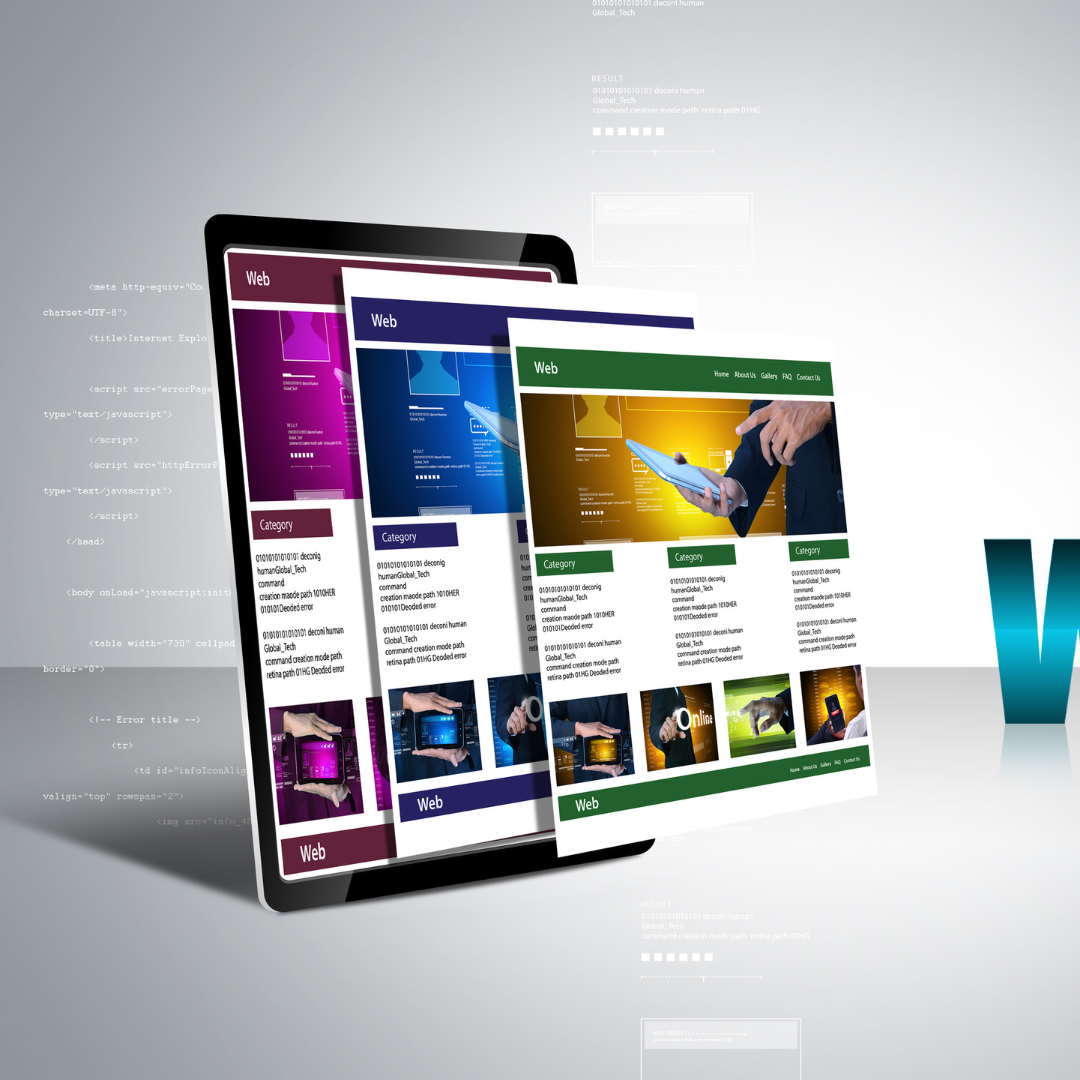 01010101010101 deconi human
Global_Tech
RESULT
01010101010101 deconi human
Global_Tech
command creation mode path retina path 01HG
<meta http-equiv="Co
charset=UTF-8">
<title>Internet Explo
<script src="errorPage
type="text/javascript">
</script>
<script src="httpErrorP
type="text/javascript">
</script>
</head>
<body onLoad="javascript:init
<table width="730" cellpad
border="0">
<!-- Error title -->
<tr>
<td id="infoIconAlig
valign="top" rowspan="2">
<img src="info_48
Web
Category
01010101010101 deconig
humanGlobal_Tech
command
creation maode path 1010HER
010101Deoded error
01010101010101 deconi human
Global_Tech
command creation mode path
retina path 01HG Deoded error
Web
Web
Category
01010101010101 deconig
humanGlobal_Tech
command
creation maode path 1010HER
010101Deoded error
01010101010101 deconi human
Global_Tech
command creation mode path
retina path 01HG Deoded error
Web
Web
Home About Us Gallery FAQ Contact Us
Category
01010101010101 deconig
humanGlobal_Tech
command
creation maode path 1010HER
010101Deoded error
01010101010101 deconi human
Global_Tech
command creation mode path
retina path 01HG Deoded error
Category
01010101010101 deconig
humanGlobal_Tech
command
creation maode path 1010HER
010101Deoded error
01010101010101 deconi human
Global_Tech
command creation mode path
retina path 01HG Deoded error
Category
01010101010101 deconig
humanGlobal_Tech
command
creation maode path 1010HER
010101Deoded error
01010101010101 deconi human
Global_Tech
command creation mode path
retina path 01HG Deoded error
Online
Web
Home About Us Gallery FAQ Contact Us
W
RESULT
01010101010101 deconi human
Global_Tech
command creation mode path retina path 01HG